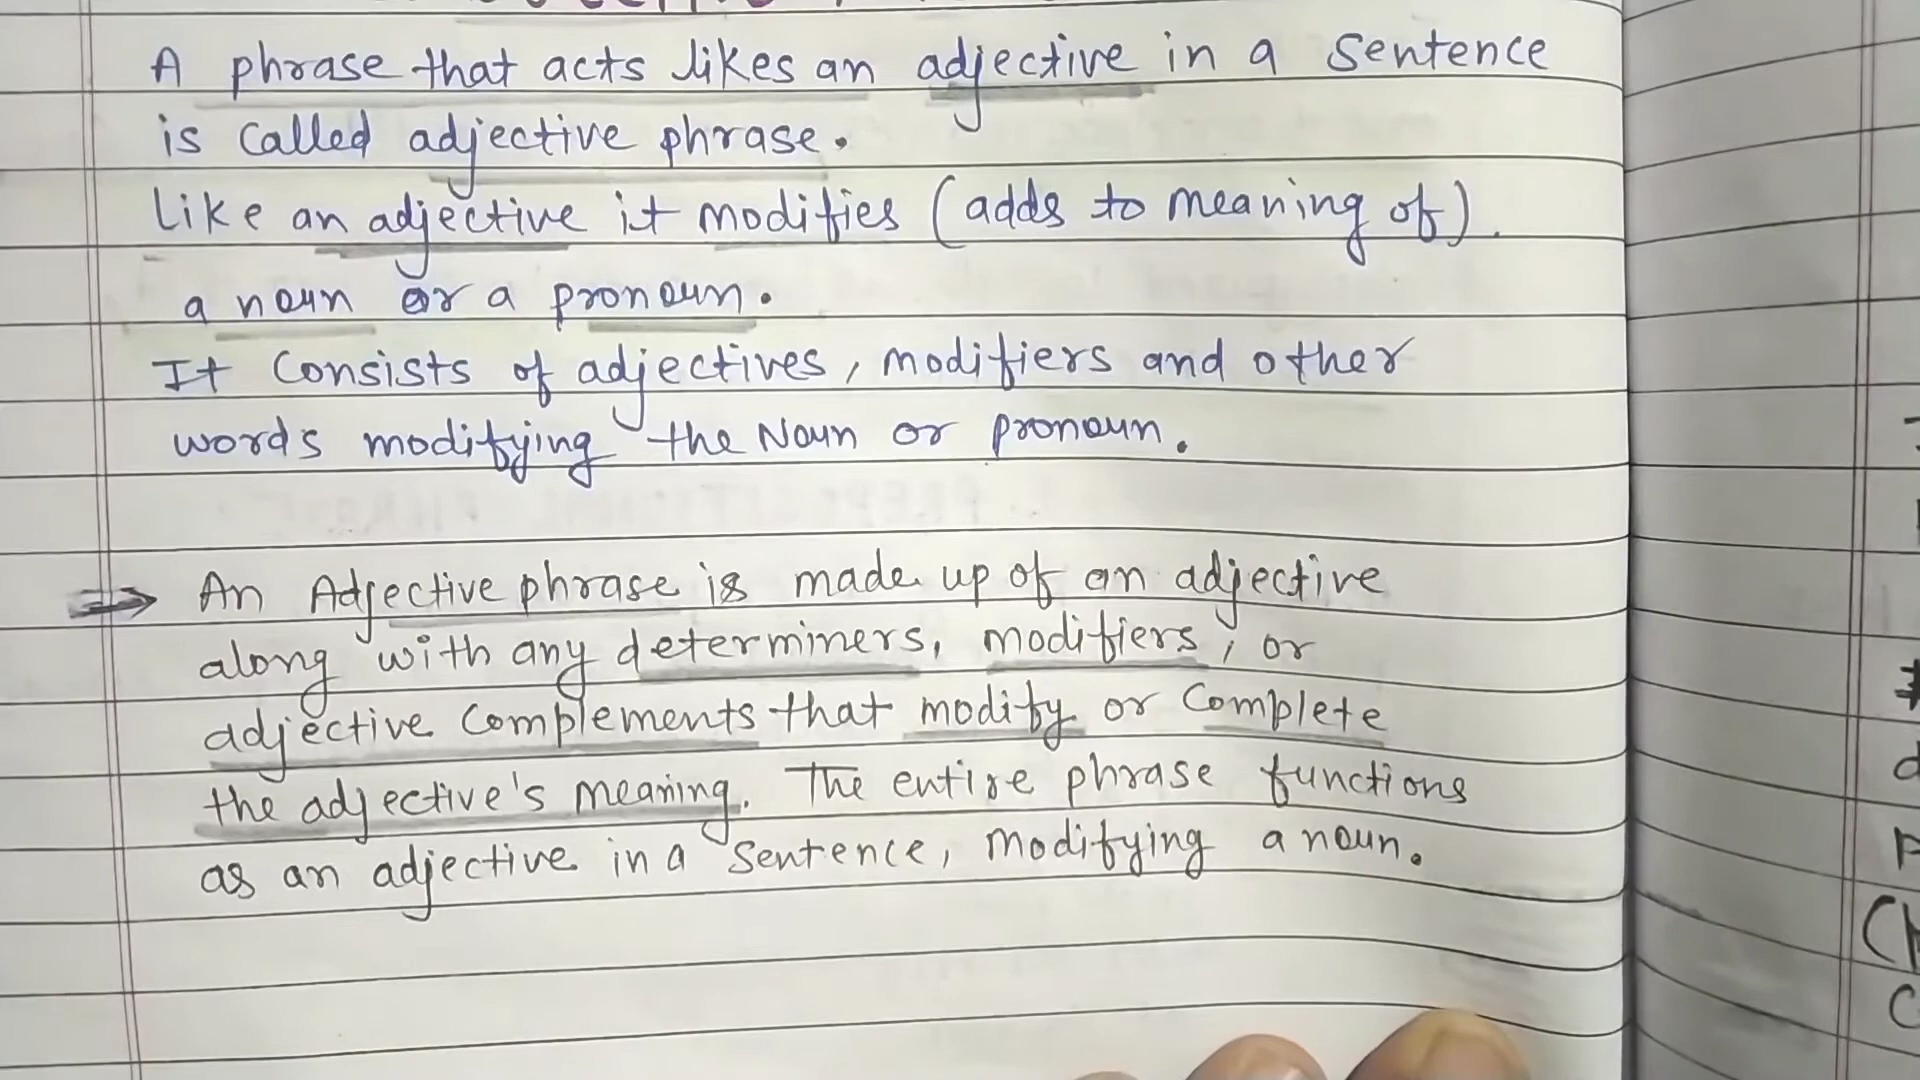 A phrase that acts likes an adjective in a sentence
is called adjective phrase.
Like an adjective it modifies (adds to meaning of).
a noun or a pronoun.
It consists of adjectives, modifiers and other
words modifying the Noun or pronoun.
An Adjective phrase is made up of an adjective
along with any determiners, modifiers, or
adjective complements that modify or complete
the adjective's meaning. The entire phrase functions
as an adjective in a sentence, modifying a noun.